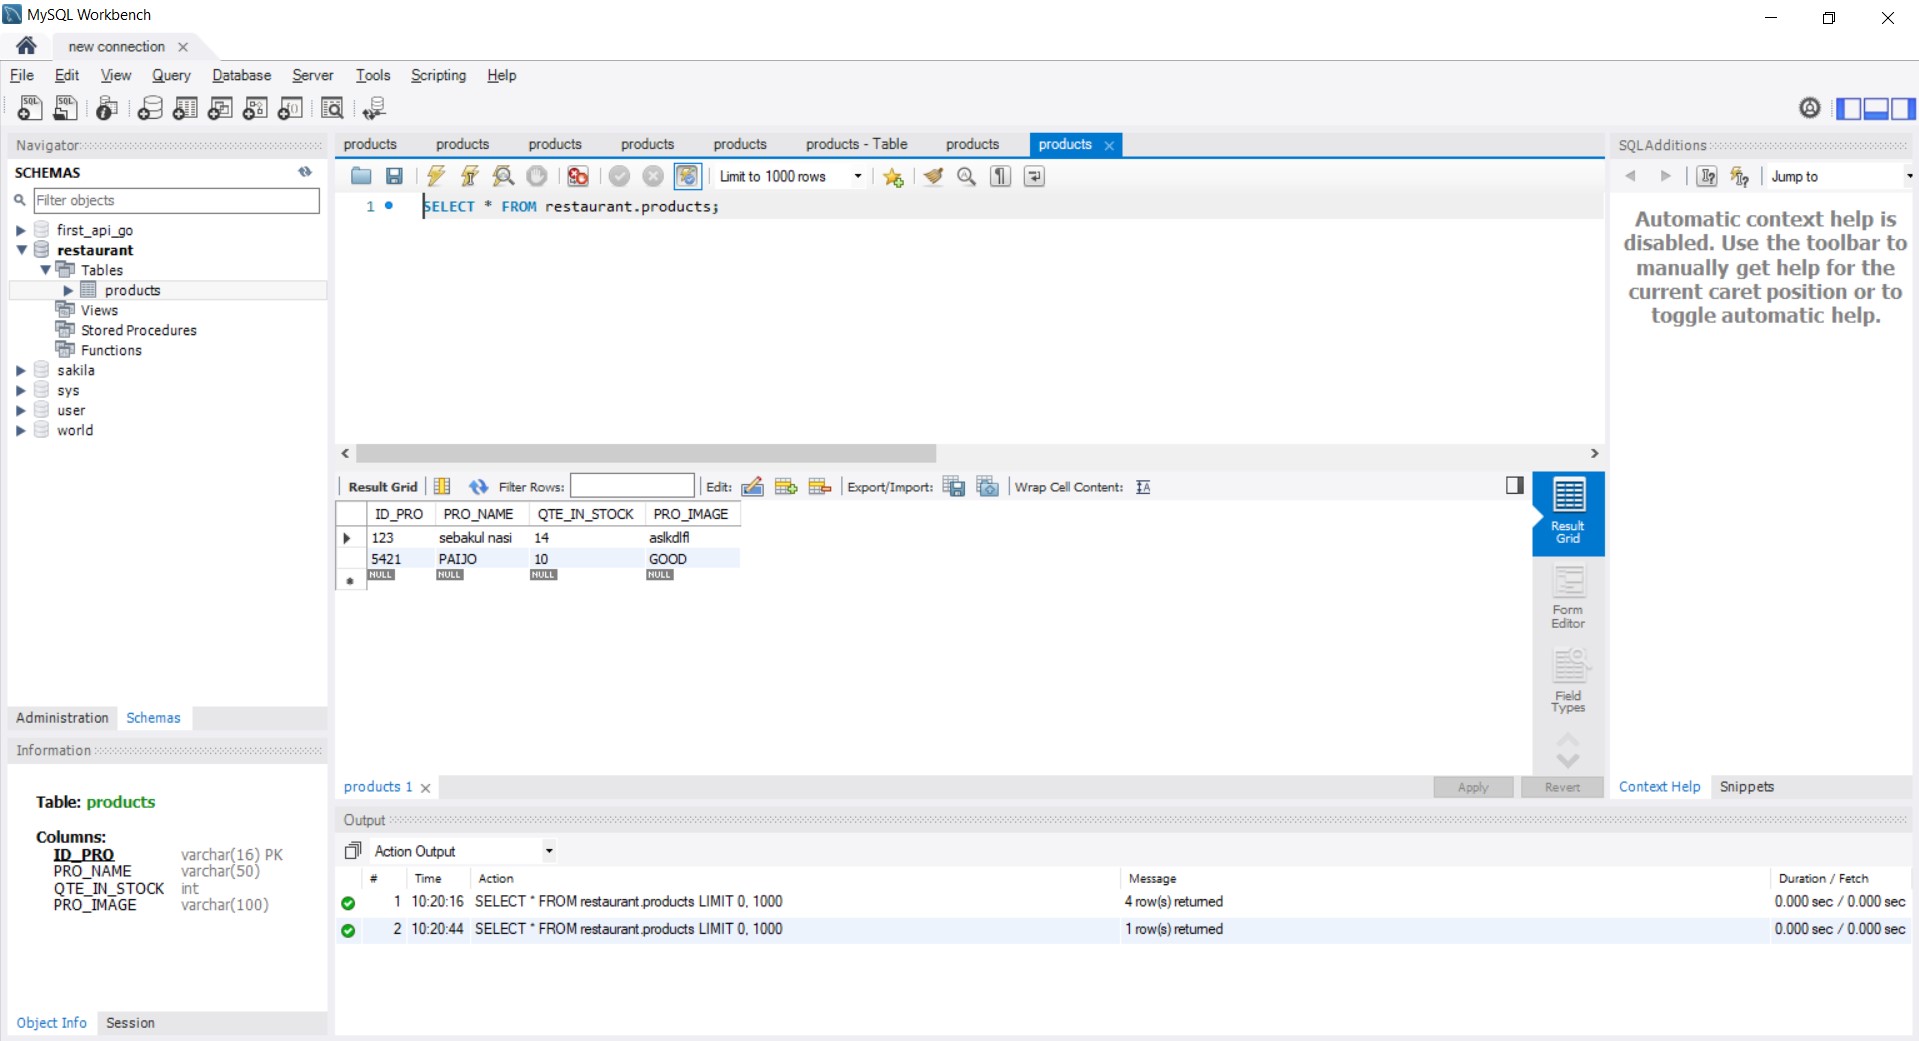 MySQL Workbench
new connection
File Edit View Query Database Server Tools Scripting Help
Navigator
SCHEMAS
Filter objects
first_api_go
restaurant
Tables
products
Views
Stored Procedures
Functions
sakila
sys
user
world
Administration Schemas
Information
Table: products
Columns:
ID_PRO varchar(16) PK
PRO_NAME varchar(50)
QTE_IN_STOCK int
PRO_IMAGE varchar(100)
Object Info Session
products products products products products products - Table products products
Limit to 1000 rows
1 SELECT * FROM restaurant.products;
Result Grid Filter Rows: Edit: Export/Import: Wrap Cell Content:
ID_PRO PRO_NAME QTE_IN_STOCK PRO_IMAGE
123 sebakul nasi 14 aslkdlfl
5421 PAIJO 10 GOOD
NULL NULL NULL NULL
Result
Grid
Form
Editor
Field
Types
products 1
Apply Revert
Output
Action Output
# Time Action Message Duration / Fetch
1 10:20:16 SELECT * FROM restaurant.products LIMIT 0, 1000 4 row(s) returned 0.000 sec / 0.000 sec
2 10:20:44 SELECT * FROM restaurant.products LIMIT 0, 1000 1 row(s) returned 0.000 sec / 0.000 sec
SQLAdditions
Jump to
Automatic context help is
disabled. Use the toolbar to
manually get help for the
current caret position or to
toggle automatic help.
Context Help Snippets